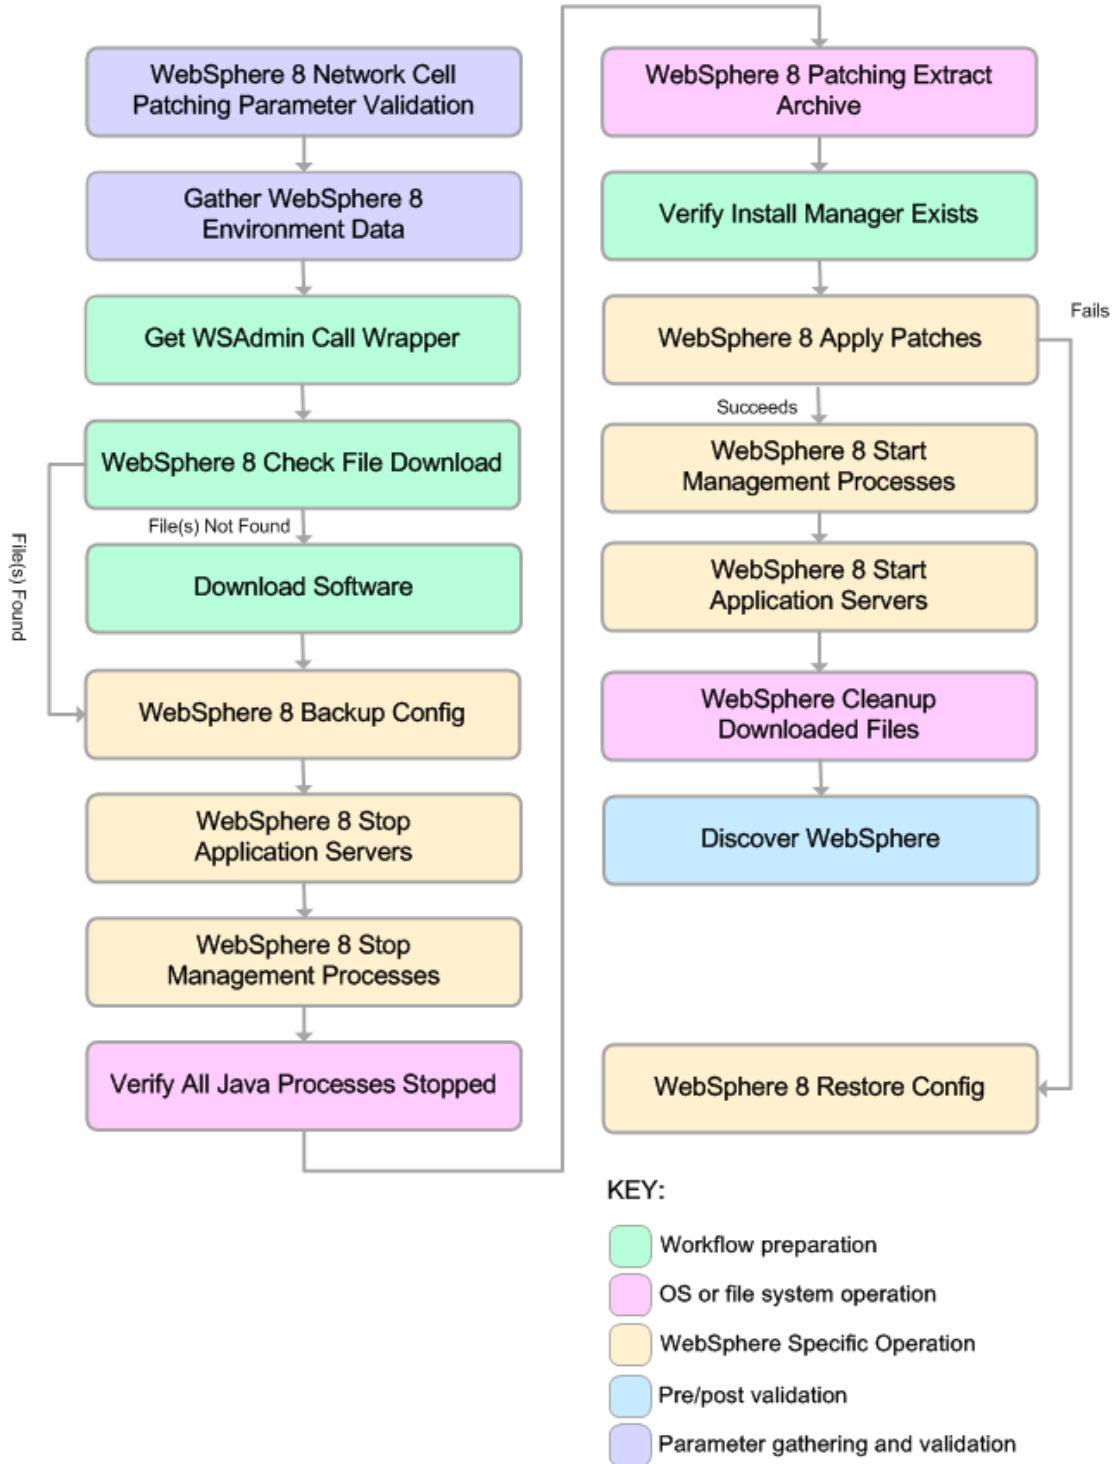 WebSphere 8 Network Cell
Patching Parameter Validation
Gather WebSphere 8
Environment Data
Get WSAdmin Call Wrapper
WebSphere 8 Check File Download
File(s) Not Found
File(s) Found
Download Software
WebSphere 8 Backup Config
WebSphere 8 Stop
Application Servers
WebSphere 8 Stop
Management Processes
Verify All Java Processes Stopped
WebSphere 8 Patching Extract
Archive
Verify Install Manager Exists
WebSphere 8 Apply Patches
Fails
Succeeds
WebSphere 8 Start
Management Processes
WebSphere 8 Start
Application Servers
WebSphere Cleanup
Downloaded Files
Discover WebSphere
WebSphere 8 Restore Config
KEY:
Workflow preparation
OS or file system operation
WebSphere Specific Operation
Pre/post validation
Parameter gathering and validation